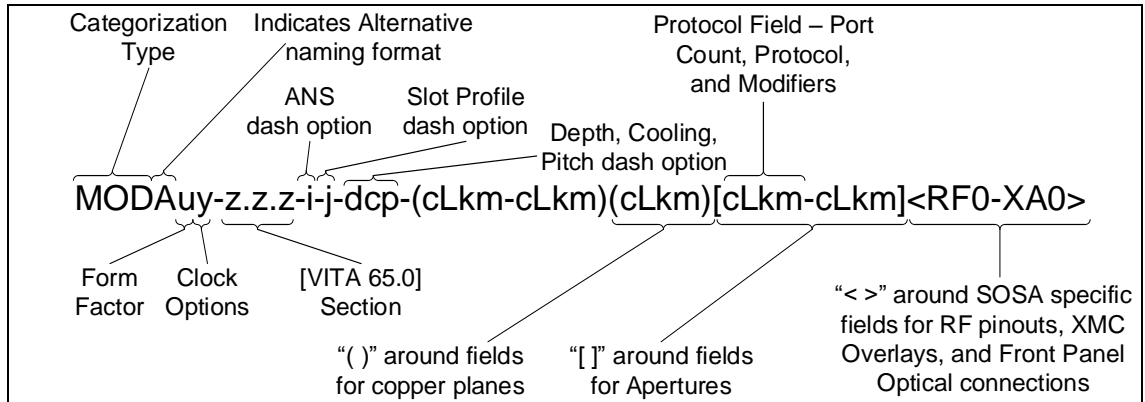 Categorization
Type
Indicates Alternative
naming format
Protocol Field – Port
Count, Protocol,
and Modifiers
ANS
dash option
Slot Profile
dash option
Depth, Cooling,
Pitch dash option
MODAuy-z.z.z-i-j-dcp-(cLkm-cLkm)(cLkm)[cLkm-cLkm]<RF0-XA0>
Form
Factor
Clock
Options
[VITA 65.0]
Section
“( )” around fields
for copper planes
“[ ]” around fields
for Apertures
“< >” around SOSA specific
fields for RF pinouts, XMC
Overlays, and Front Panel
Optical connections